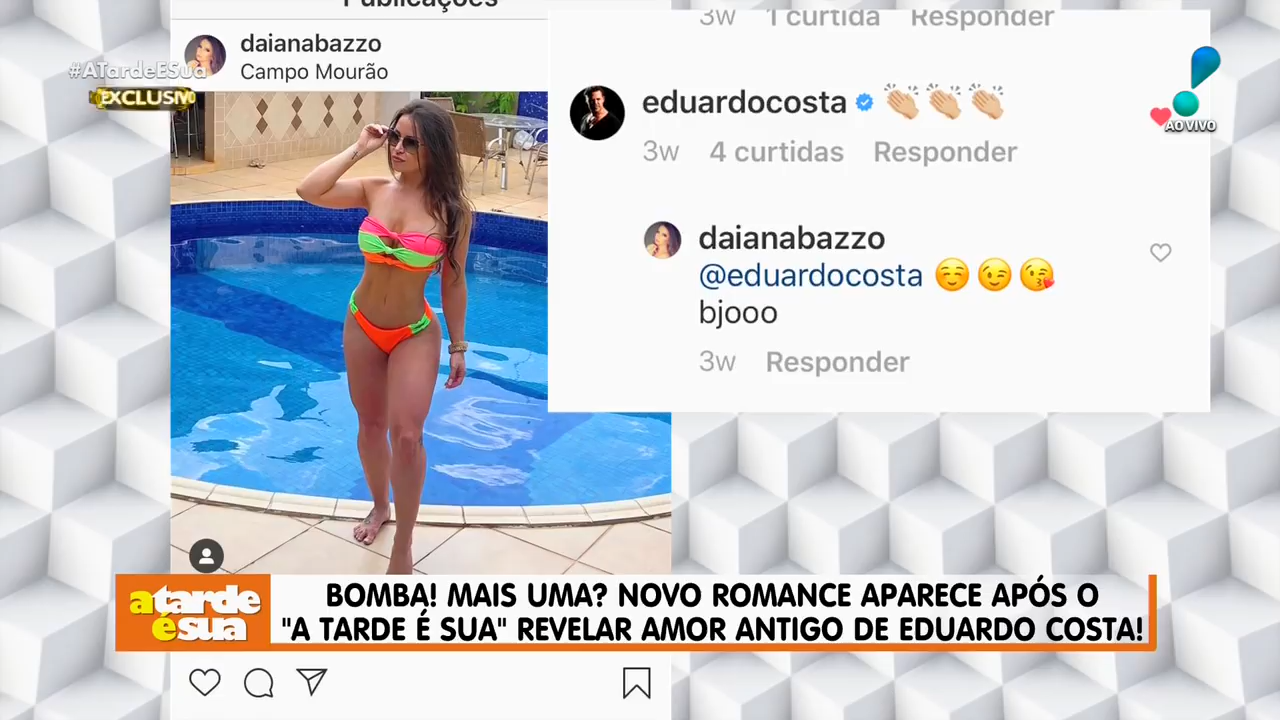 Publicações
daianabazzo
Campo Mourão
#ATardeESua
EXCLUSIVO
3w 1 curtida Responder
eduardocosta 👏🏼👏🏼👏🏼
3w 4 curtidas Responder
daianabazzo
@eduardocosta ☺️😉😘
bjooo
3w Responder
AO VIVO
a tarde
é sua
BOMBA! MAIS UMA? NOVO ROMANCE APARECE APÓS O
"A TARDE É SUA" REVELAR AMOR ANTIGO DE EDUARDO COSTA!